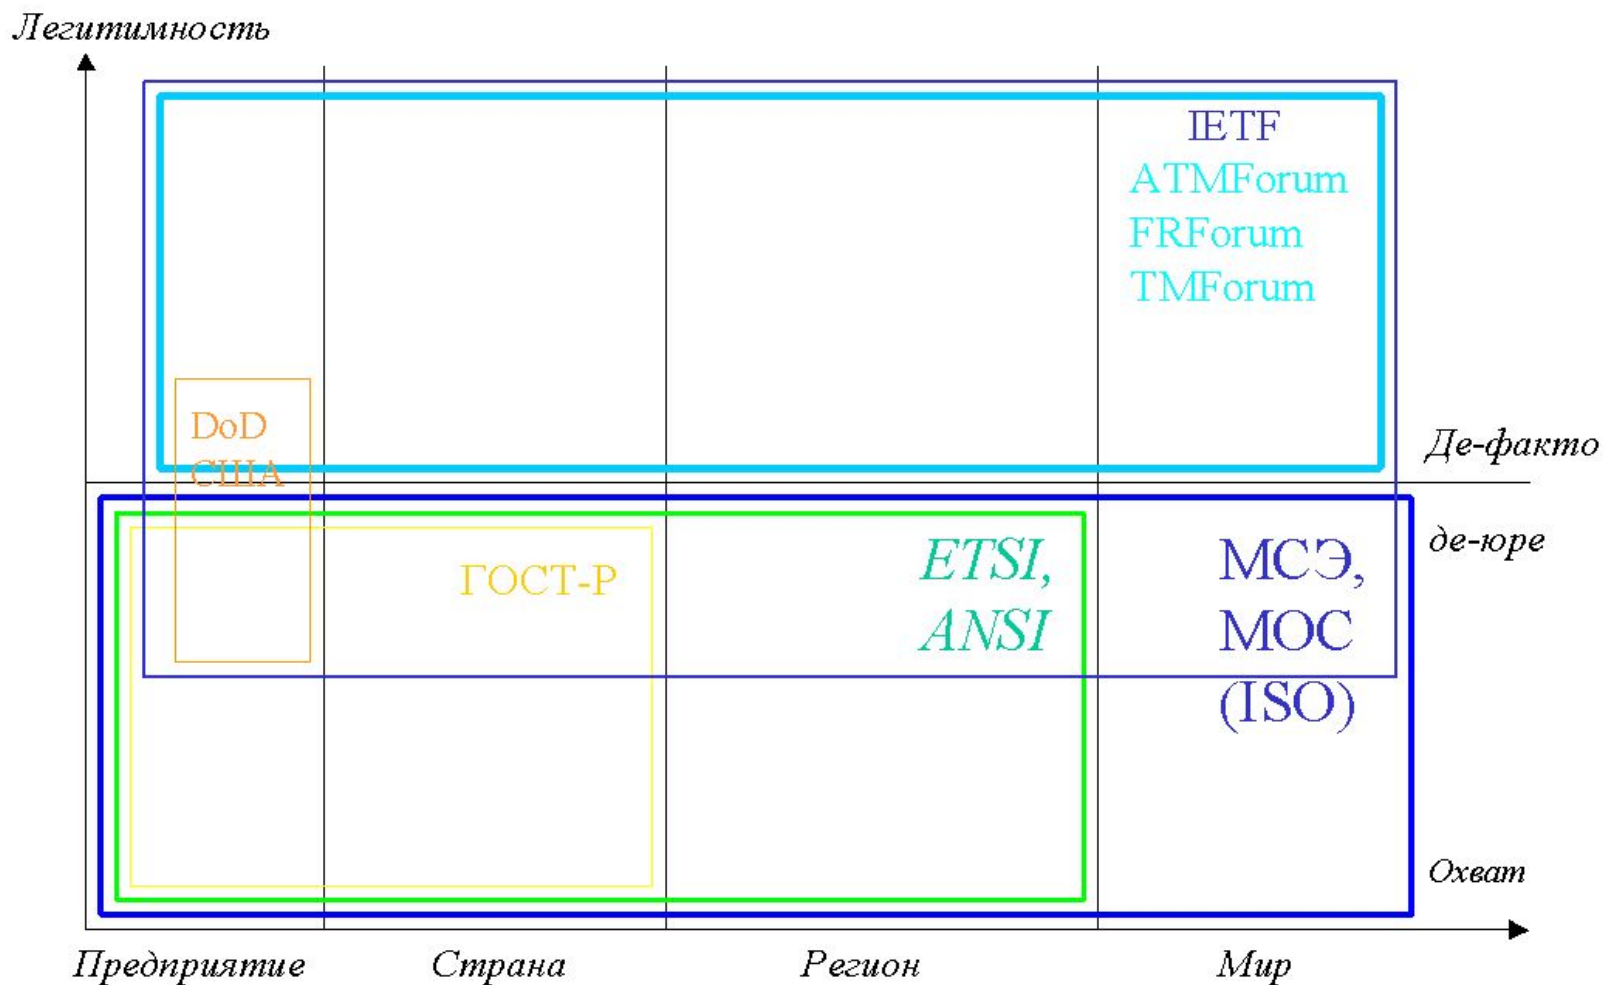 Легитимность
IETF
ATMForum
FRForum
TMForum
DoD
США
Де-факто
де-юре
ГОСТ-Р
ETSI,
ANSI
МСЭ,
МОС
(ISO)
Охват
Предприятие
Страна
Регион
Мир